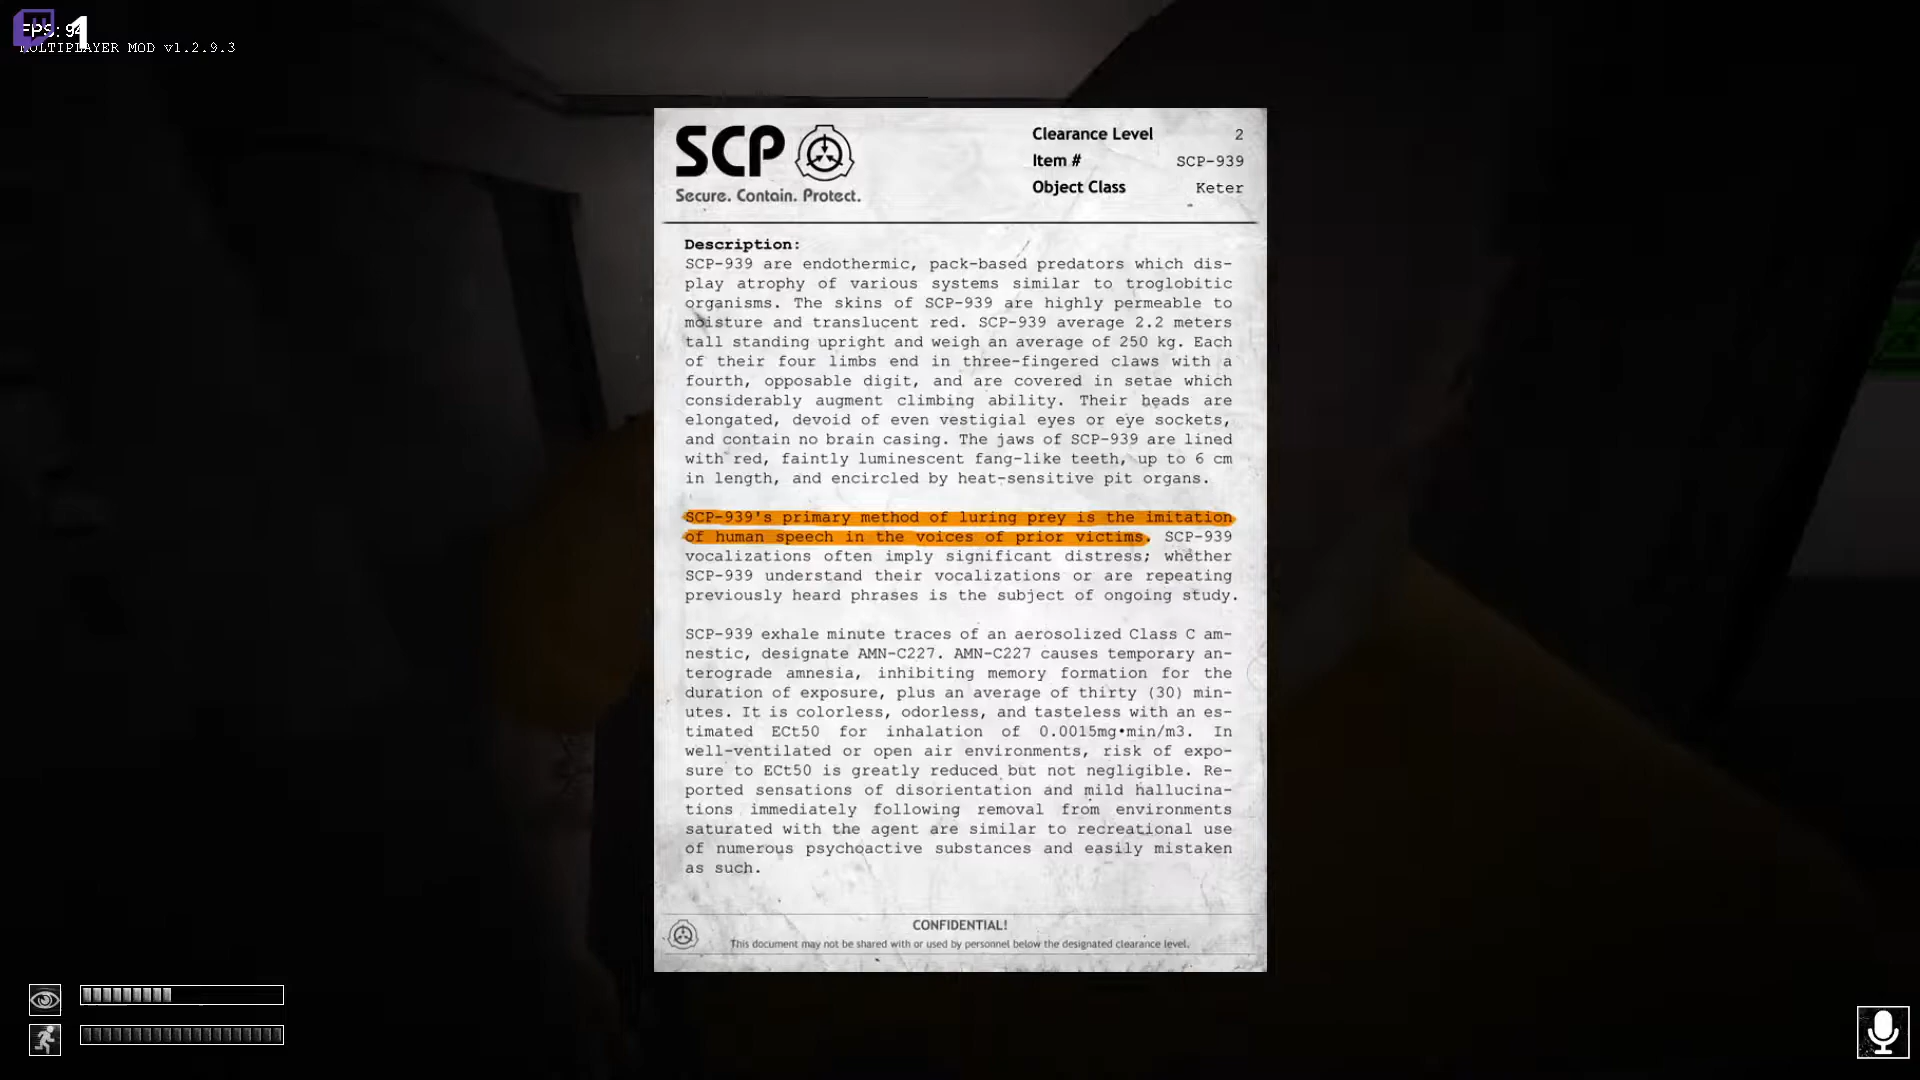 FPS: 94
1
MULTIPLAYER MOD v1.2.9.3
SCP
Secure. Contain. Protect.
Clearance Level 2
Item # SCP-939
Object Class Keter
Description:
SCP-939 are endothermic, pack-based predators which dis-
play atrophy of various systems similar to troglobitic
organisms. The skins of SCP-939 are highly permeable to
moisture and translucent red. SCP-939 average 2.2 meters
tall standing upright and weigh an average of 250 kg. Each
of their four limbs end in three-fingered claws with a
fourth, opposable digit, and are covered in setae which
considerably augment climbing ability. Their heads are
elongated, devoid of even vestigial eyes or eye sockets,
and contain no brain casing. The jaws of SCP-939 are lined
with red, faintly luminescent fang-like teeth, up to 6 cm
in length, and encircled by heat-sensitive pit organs.
SCP-939's primary method of luring prey is the imitation
of human speech in the voices of prior victims. SCP-939
vocalizations often imply significant distress; whether
SCP-939 understand their vocalizations or are repeating
previously heard phrases is the subject of ongoing study.
SCP-939 exhale minute traces of an aerosolized Class C am-
nestic, designate AMN-C227. AMN-C227 causes temporary an-
terograde amnesia, inhibiting memory formation for the
duration of exposure, plus an average of thirty (30) min-
utes. It is colorless, odorless, and tasteless with an es-
timated ECt50 for inhalation of 0.0015mg•min/m3. In
well-ventilated or open air environments, risk of expo-
sure to ECt50 is greatly reduced but not negligible. Re-
ported sensations of disorientation and mild hallucina-
tions immediately following removal from environments
saturated with the agent are similar to recreational use
of numerous psychoactive substances and easily mistaken
as such.
CONFIDENTIAL!
This document may not be shared with or used by personnel below the designated clearance level.